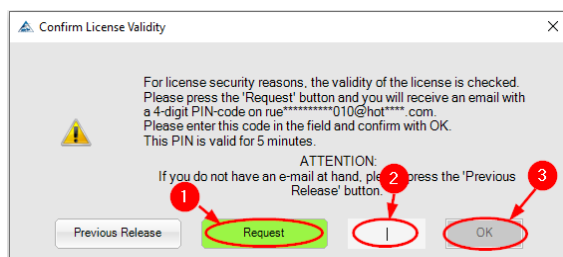 Confirm License Validity
For license security reasons, the validity of the license is checked.
Please press the 'Request' button and you will receive an email with
a 4-digit PIN-code on rue**********010@hot****.com.
Please enter this code in the field and confirm with OK.
This PIN is valid for 5 minutes.
ATTENTION:
If you do not have an e-mail at hand, press the 'Previous
Release' button.
1
2
3
Previous Release
Request
OK